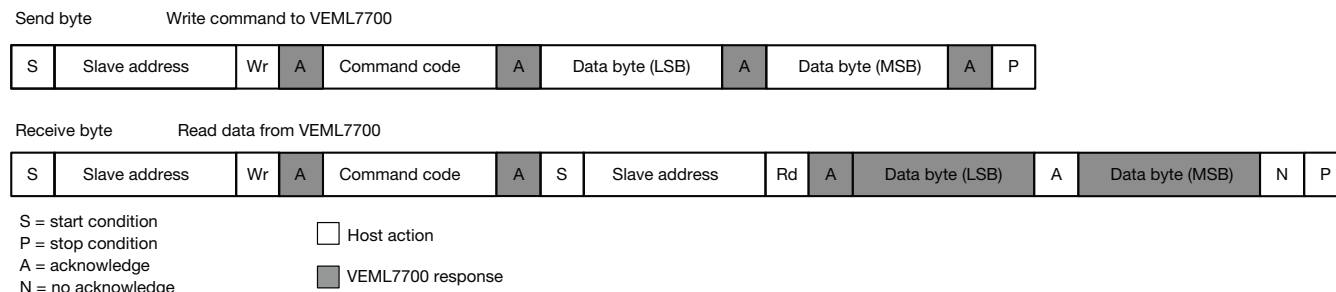 Send byte Write command to VEML7700
S Slave address Wr A Command code A Data byte (LSB) A Data byte (MSB) A P
Receive byte Read data from VEML7700
S Slave address Wr A Command code A S Slave address Rd A Data byte (LSB) A Data byte (MSB) N P
S = start condition
P = stop condition
A = acknowledge
N = no acknowledge
Host action
VEML7700 response